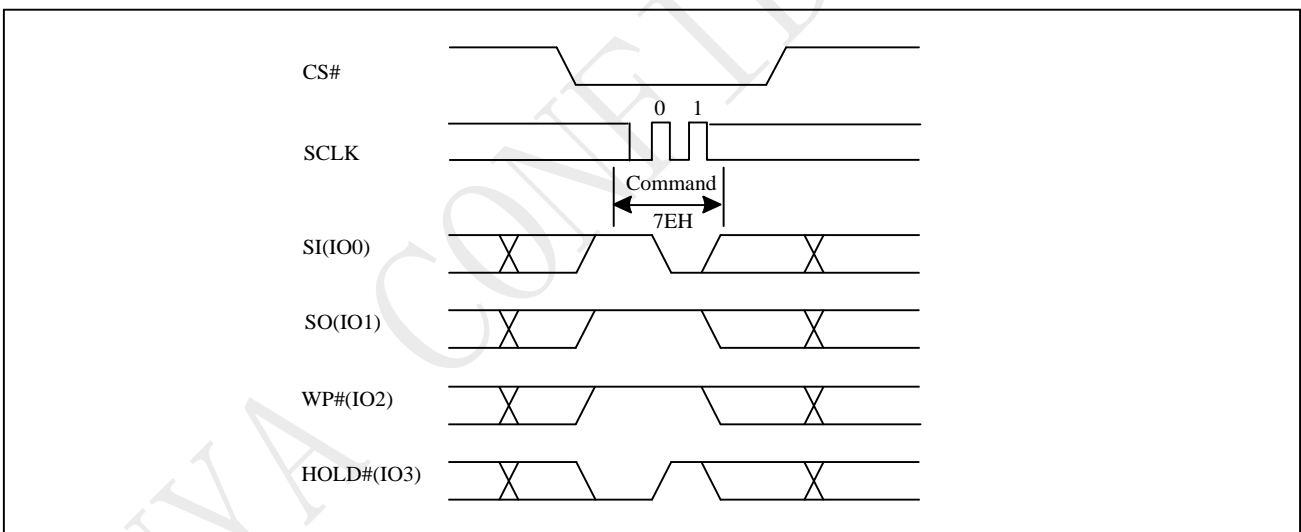 CS#
0 1
SCLK
Command
7EH
SI(IO0)
SO(IO1)
WP#(IO2)
HOLD#(IO3)